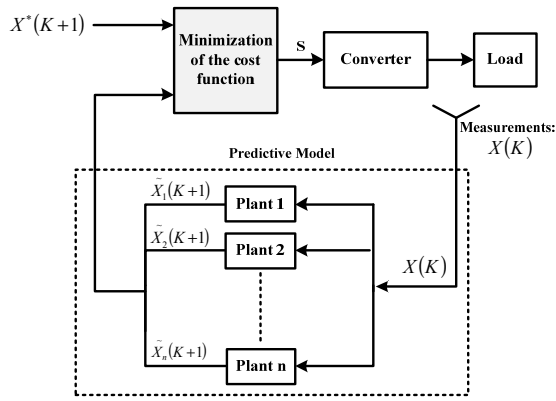 X*(K+1)
Minimization
of the cost
function
S
Converter
Load
Measurements:
X(K)
Predictive Model
X̃₁(K+1)
Plant 1
X̃₂(K+1)
Plant 2
X(K)
X̃ₙ(K+1)
Plant n